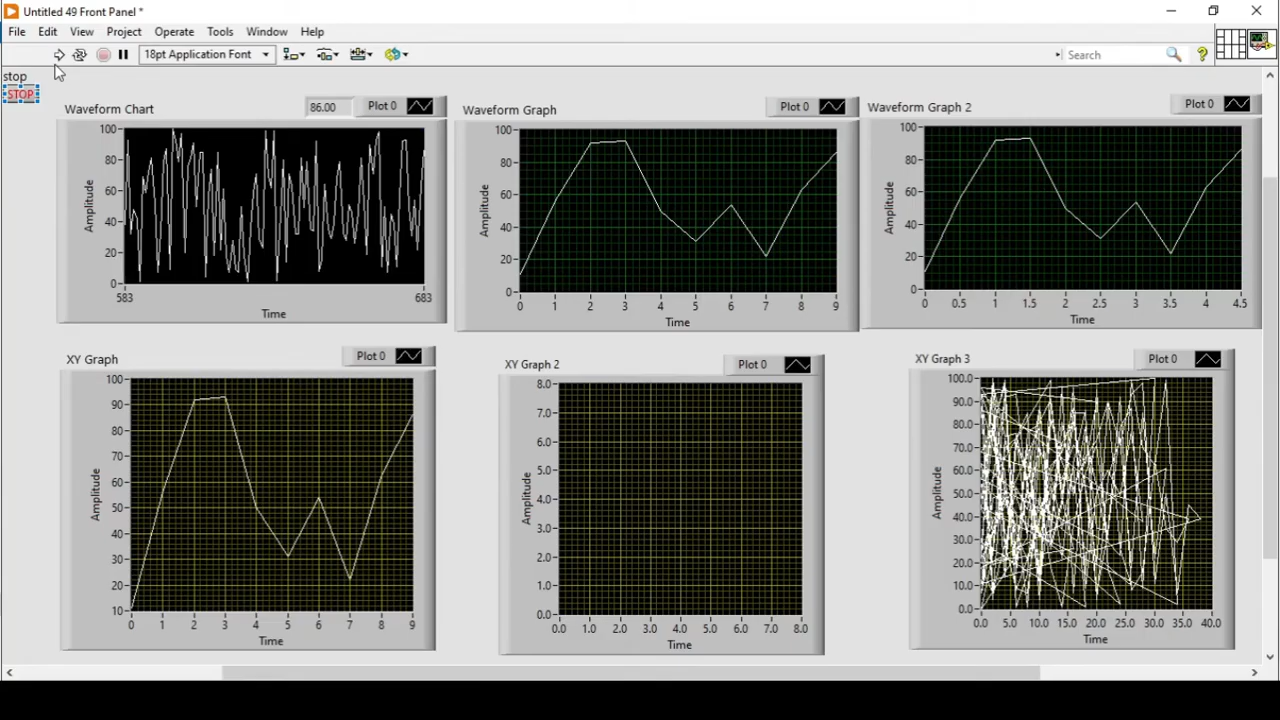 Untitled 49 Front Panel *
File Edit View Project Operate Tools Window Help
18pt Application Font
Search
?
stop
STOP
Waveform Chart
86.00
Plot 0
100
80
60
40
20
0
Amplitude
583
683
Time
Waveform Graph
Plot 0
100
80
60
40
20
0
Amplitude
0 1 2 3 4 5 6 7 8 9
Time
Waveform Graph 2
Plot 0
100
80
60
40
20
0
Amplitude
0 0.5 1 1.5 2 2.5 3 3.5 4 4.5
Time
XY Graph
Plot 0
100
90
80
70
60
50
40
30
20
10
Amplitude
0 1 2 3 4 5 6 7 8 9
Time
XY Graph 2
Plot 0
8.0
7.0
6.0
5.0
4.0
3.0
2.0
1.0
0.0
Amplitude
0.0 1.0 2.0 3.0 4.0 5.0 6.0 7.0 8.0
Time
XY Graph 3
Plot 0
100.0
90.0
80.0
70.0
60.0
50.0
40.0
30.0
20.0
10.0
0.0
Amplitude
0.0 5.0 10.0 15.0 20.0 25.0 30.0 35.0 40.0
Time